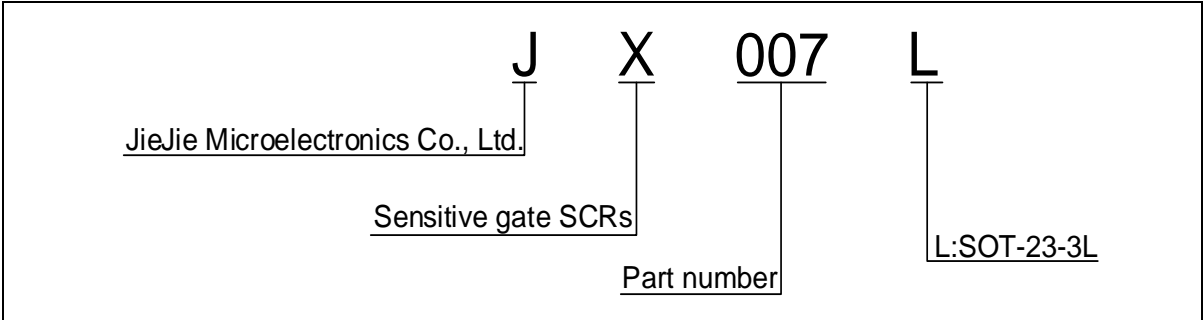 J X 007 L
JieJie Microelectronics Co., Ltd.
Sensitive gate SCRs
L:SOT-23-3L
Part number